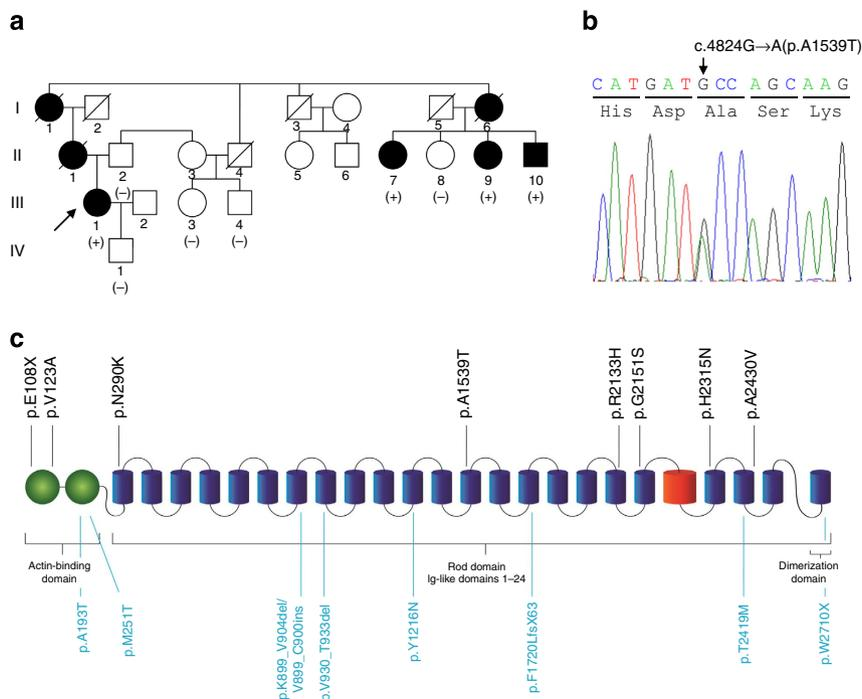 a
I
1
2
3
4
5
6
II
1
2
(–)
3
4
5
6
7
(+)
8
(–)
9
(+)
10
(+)
III
1
(+)
2
3
(–)
4
(–)
IV
1
(–)
b
c.4824G→A(p.A1539T)
C A T G A T G C C A G C A A G
His Asp Ala Ser Lys
c
p.E108X
p.V123A
p.N290K
p.A1539T
p.R2133H
p.G2151S
p.H2315N
p.A2430V
Actin-binding
domain
Rod domain
Ig-like domains 1–24
Dimerization
domain
p.A193T
p.M251T
p.K899_V904del/
V899_C900ins
p.V930_T933del
p.Y1216N
p.F1720LfsX63
p.T2419M
p.W2710X